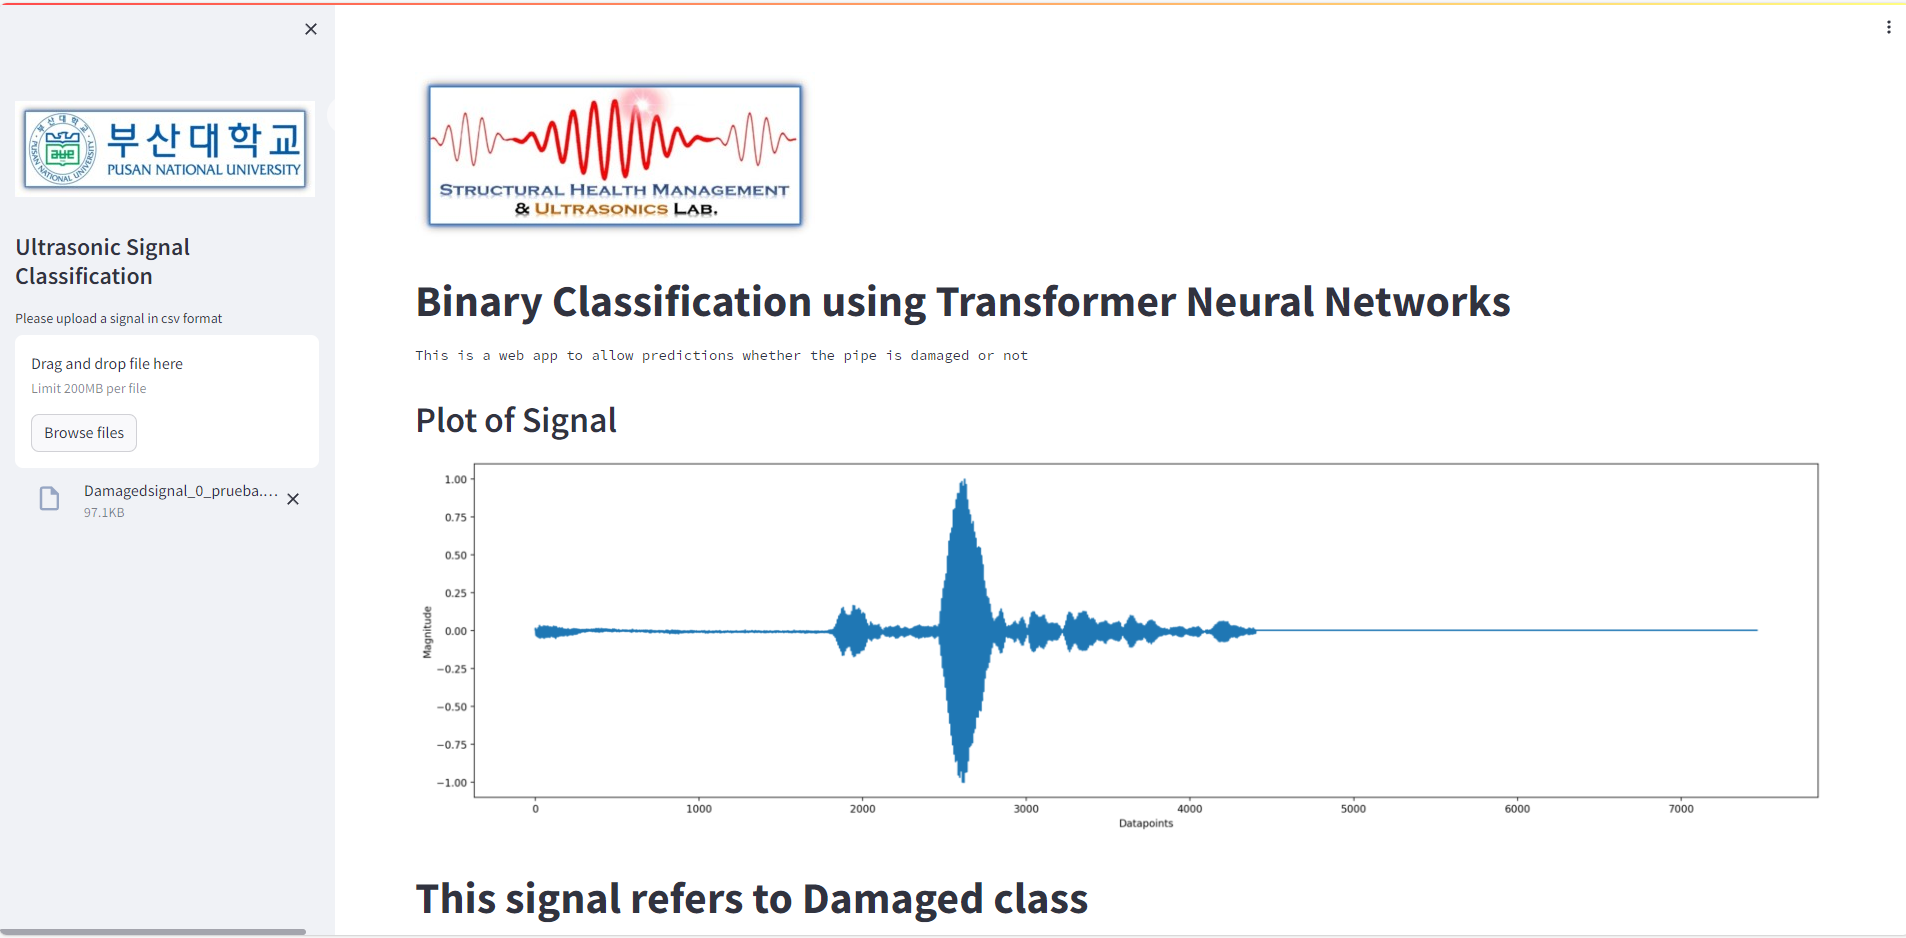 부산대학교
PUSAN NATIONAL UNIVERSITY
Ultrasonic Signal
Classification
Please upload a signal in csv format
Drag and drop file here
Limit 200MB per file
Browse files
Damagedsignal_0_prueba....
97.1KB
STRUCTURAL HEALTH MANAGEMENT
& ULTRASONICS LAB.
Binary Classification using Transformer Neural Networks
This is a web app to allow predictions whether the pipe is damaged or not
Plot of Signal
1.00
0.75
0.50
0.25
0.00
−0.25
−0.50
−0.75
−1.00
Magnitude
0 1000 2000 3000 4000 5000 6000 7000
Datapoints
This signal refers to Damaged class